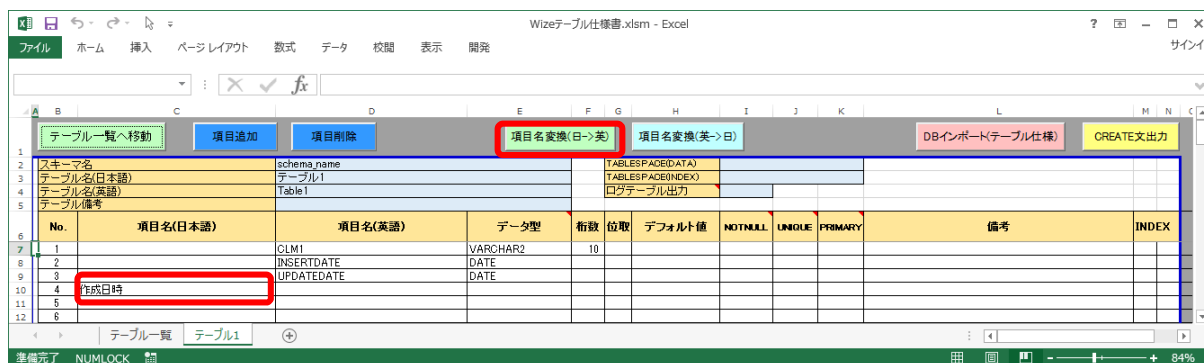 Wizeテーブル仕様書.xlsm - Excel
ファイル ホーム 挿入 ページ レイアウト 数式 データ 校閲 表示 開発 サインイ
fx
A B C D E F G H I J K L M N
1 テーブル一覧へ移動 項目追加 項目削除 項目名変換(日->英) 項目名変換(英->日) DBインポート(テーブル仕様) CREATE文出力
2 スキーマ名 schema_name TABLESPACE(DATA)
3 テーブル名(日本語) テーブル1 TABLESPACE(INDEX)
4 テーブル名(英語) Table1 ログテーブル出力
5 テーブル備考
6 No. 項目名(日本語) 項目名(英語) データ型 桁数 位取 デフォルト値 NOTNULL UNIQUE PRIMARY 備考 INDEX
7 1 CLM1 VARCHAR2 10
8 2 INSERTDATE DATE
9 3 UPDATEDATE DATE
10 4 作成日時
11 5
12 6
テーブル一覧 テーブル1
準備完了 NUMLOCK 84%